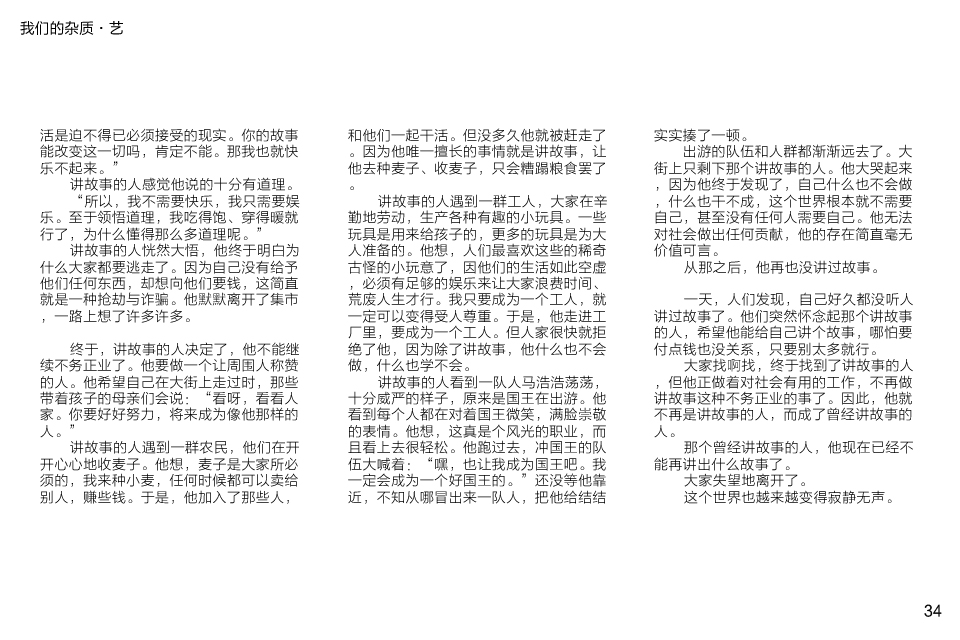 我们的杂质·艺
活是迫不得已必须接受的现实。你的故事
能改变这一切吗，肯定不能。那我也就快
乐不起来。”
讲故事的人感觉他说的十分有道理。
“所以，我不需要快乐，我只需要娱
乐。至于领悟道理，我吃得饱、穿得暖就
行了，为什么懂得那么多道理呢。”
讲故事的人恍然大悟，他终于明白为
什么大家都要逃走了。因为自己没有给予
他们任何东西，却想向他们要钱，这简直
就是一种抢劫与诈骗。他默默离开了集市
，一路上想了许多许多。
终于，讲故事的人决定了，他不能继
续不务正业了。他要做一个让周围人称赞
的人。他希望自己在大街上走过时，那些
带着孩子的母亲们会说：“看呀，看看人
家。你要好好努力，将来成为像他那样的
人。”
讲故事的人遇到一群农民，他们在开
开心心地收麦子。他想，麦子是大家所必
须的，我来种小麦，任何时候都可以卖给
别人，赚些钱。于是，他加入了那些人，
和他们一起干活。但没多久他就被赶走了
。因为他唯一擅长的事情就是讲故事，让
他去种麦子、收麦子，只会糟蹋粮食罢了
。
讲故事的人遇到一群工人，大家在辛
勤地劳动，生产各种有趣的小玩具。一些
玩具是用来给孩子的，更多的玩具是为大
人准备的。他想，人们最喜欢这些的稀奇
古怪的小玩意了，因他们的生活如此空虚
，必须有足够的娱乐来让大家浪费时间、
荒废人生才行。我只要成为一个工人，就
一定可以变得受人尊重。于是，他走进工
厂里，要成为一个工人。但人家很快就拒
绝了他，因为除了讲故事，他什么也不会
做，什么也学不会。
讲故事的人看到一队人马浩浩荡荡，
十分威严的样子，原来是国王在出游。他
看到每个人都在对着国王微笑，满脸崇敬
的表情。他想，这真是个风光的职业，而
且看上去很轻松。他跑过去，冲国王的队
伍大喊着：“嘿，也让我成为国王吧。我
一定会成为一个好国王的。”还没等他靠
近，不知从哪冒出来一队人，把他给结结
实实揍了一顿。
出游的队伍和人群都渐渐远去了。大
街上只剩下那个讲故事的人。他大哭起来
，因为他终于发现了，自己什么也不会做
，什么也干不成，这个世界根本就不需要
自己，甚至没有任何人需要自己。他无法
对社会做出任何贡献，他的存在简直毫无
价值可言。
从那之后，他再也没讲过故事。
一天，人们发现，自己好久都没听人
讲过故事了。他们突然怀念起那个讲故事
的人，希望他能给自己讲个故事，哪怕要
付点钱也没关系，只要别太多就行。
大家找啊找，终于找到了讲故事的人
，但他正做着对社会有用的工作，不再做
讲故事这种不务正业的事了。因此，他就
不再是讲故事的人，而成了曾经讲故事的
人。
那个曾经讲故事的人，他现在已经不
能再讲出什么故事了。
大家失望地离开了。
这个世界也越来越变得寂静无声。
34